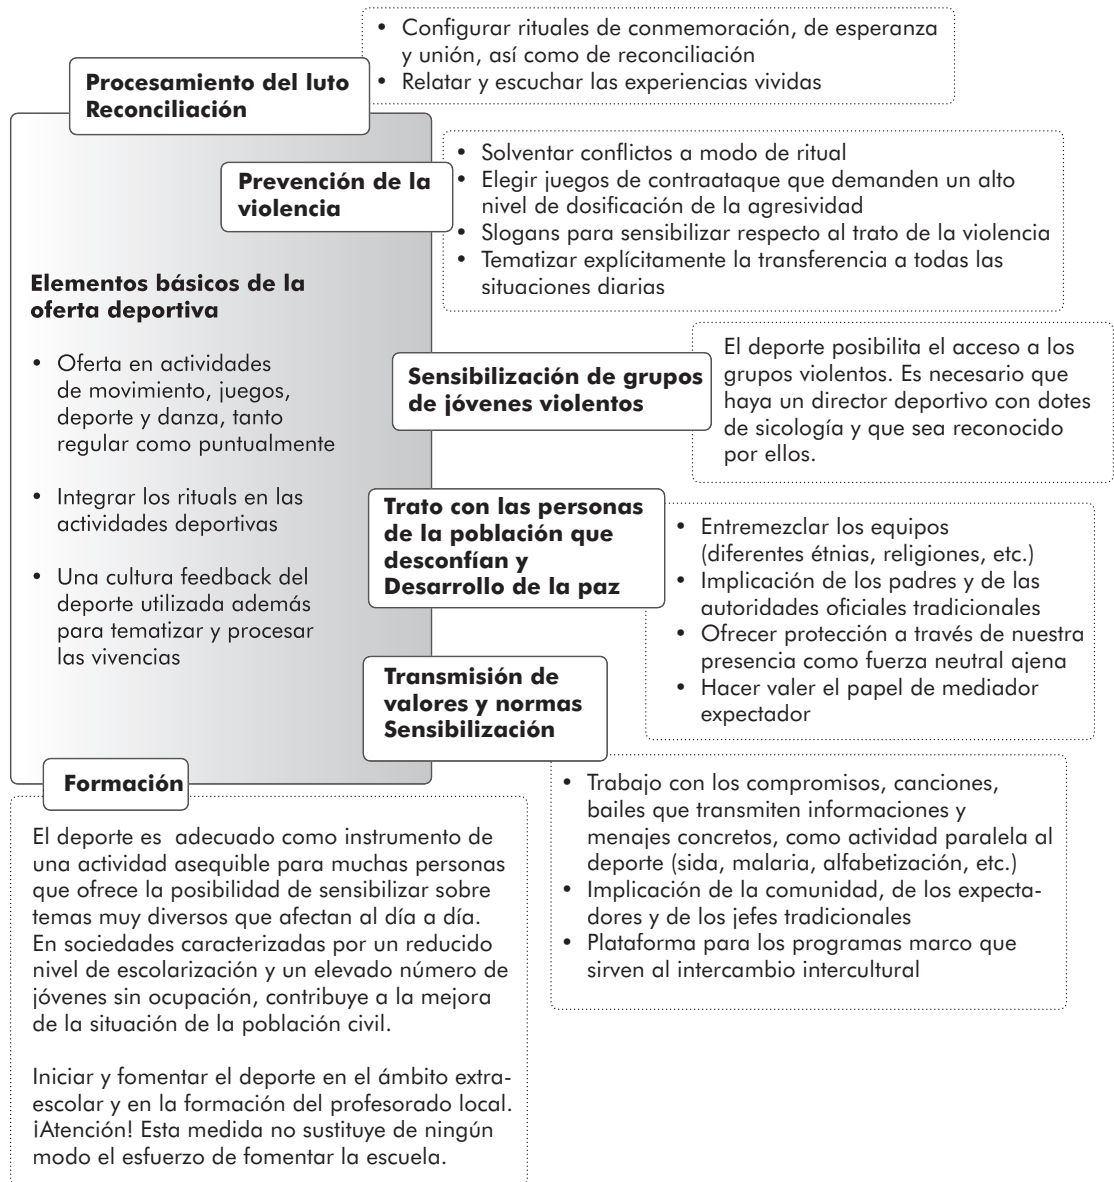 • Configurar rituales de conmemoración, de esperanza
y unión, así como de reconciliación
• Relatar y escuchar las experiencias vividas
Procesamiento del luto
Reconciliación
• Solventar conflictos a modo de ritual
• Elegir juegos de contraataque que demanden un alto
nivel de dosificación de la agresividad
• Slogans para sensibilizar respecto al trato de la violencia
• Tematizar explícitamente la transferencia a todas las
situaciones diarias
Prevención de la
violencia
Elementos básicos de la
oferta deportiva
• Oferta en actividades
de movimiento, juegos,
deporte y danza, tanto
regular como puntualmente
• Integrar los rituals en las
actividades deportivas
• Una cultura feedback del
deporte utilizada además
para tematizar y procesar
las vivencias
Sensibilización de grupos
de jóvenes violentos
El deporte posibilita el acceso a los
grupos violentos. Es necesario que
haya un director deportivo con dotes
de sicología y que sea reconocido
por ellos.
Trato con las personas
de la población que
desconfían y
Desarrollo de la paz
• Entremezclar los equipos
(diferentes étnias, religiones, etc.)
• Implicación de los padres y de las
autoridades oficiales tradicionales
• Ofrecer protección a través de nuestra
presencia como fuerza neutral ajena
• Hacer valer el papel de mediador
expectador
Transmisión de
valores y normas
Sensibilización
• Trabajo con los compromisos, canciones,
bailes que transmiten informaciones y
menajes concretos, como actividad paralela al
deporte (sida, malaria, alfabetización, etc.)
• Implicación de la comunidad, de los expecta-
dores y de los jefes tradicionales
• Plataforma para los programas marco que
sirven al intercambio intercultural
Formación
El deporte es adecuado como instrumento de
una actividad asequible para muchas personas
que ofrece la posibilidad de sensibilizar sobre
temas muy diversos que afectan al día a día.
En sociedades caracterizadas por un reducido
nivel de escolarización y un elevado número de
jóvenes sin ocupación, contribuye a la mejora
de la situación de la población civil.
Iniciar y fomentar el deporte en el ámbito extra-
escolar y en la formación del profesorado local.
¡Atención! Esta medida no sustituye de ningún
modo el esfuerzo de fomentar la escuela.